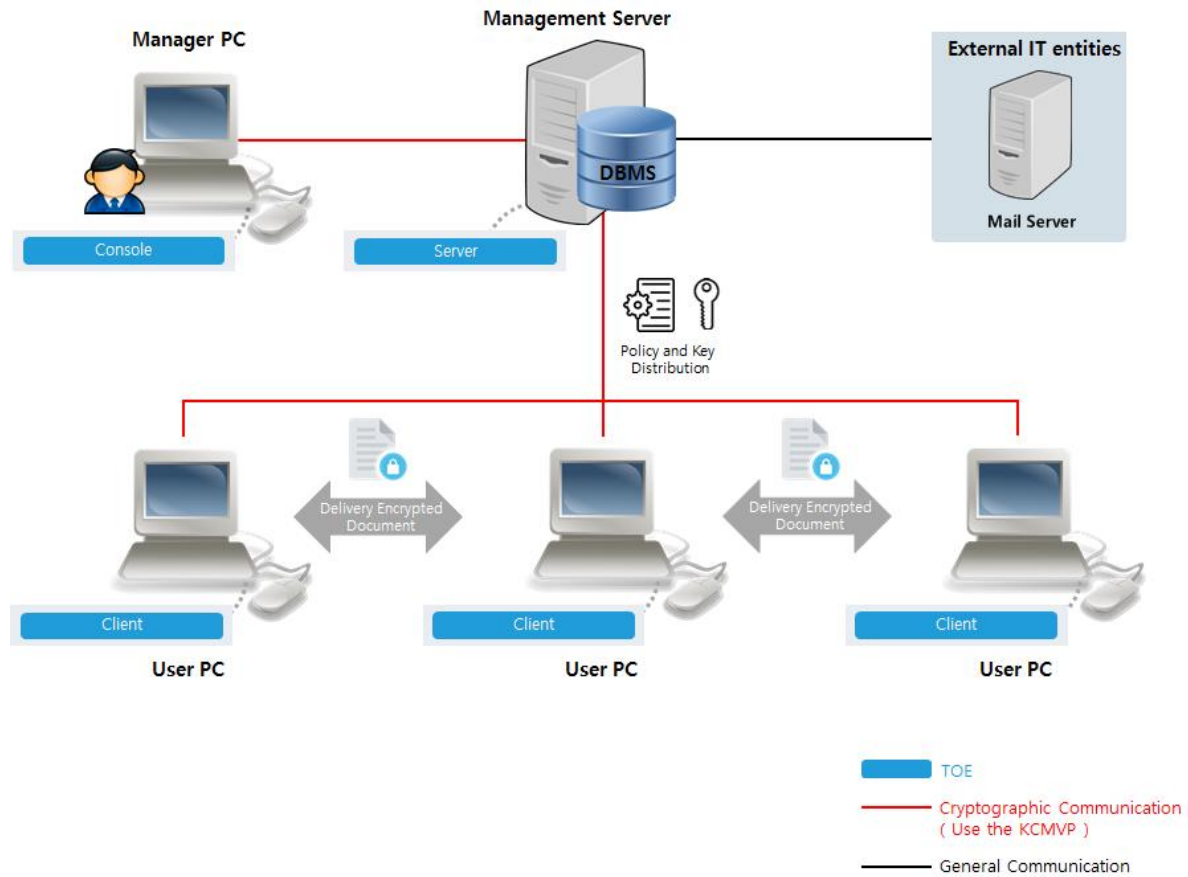 Management Server
Manager PC
External IT entities
DBMS
Mail Server
Console
Server
Policy and Key
Distribution
Delivery Encrypted
Document
Delivery Encrypted
Document
Client
Client
Client
User PC
User PC
User PC
TOE
Cryptographic Communication
( Use the KCMVP )
General Communication